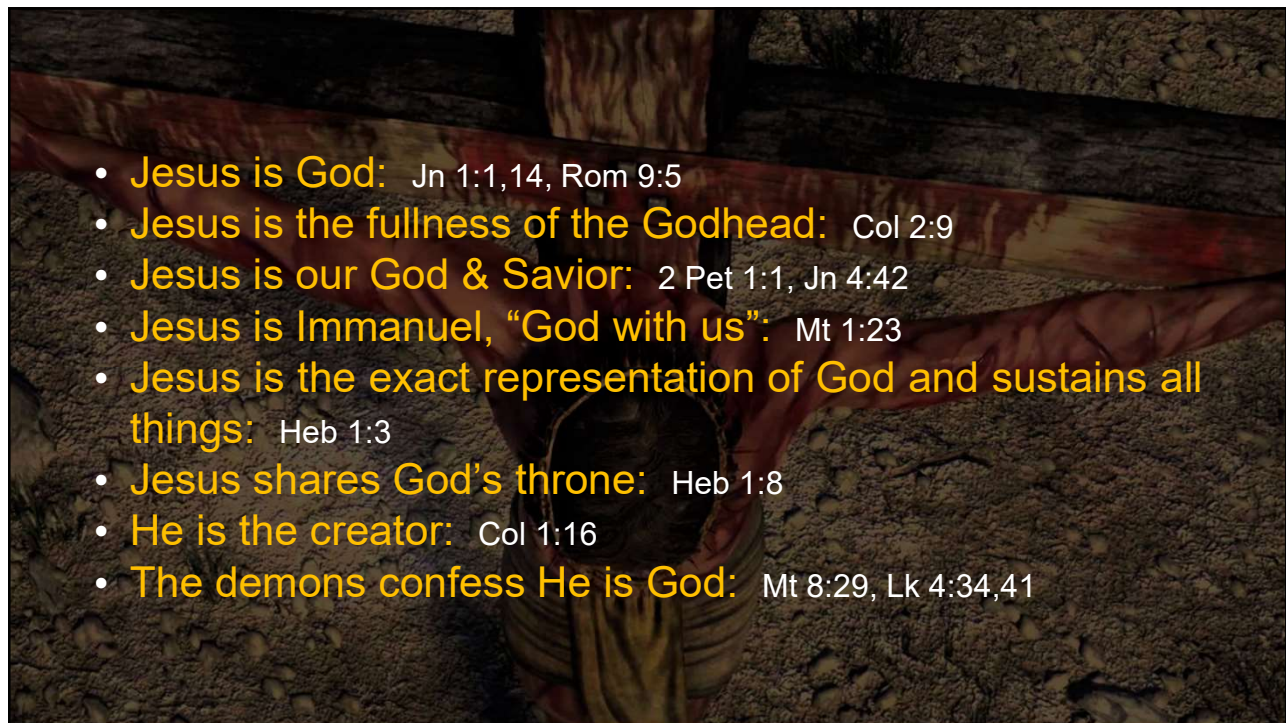 • Jesus is God: Jn 1:1,14, Rom 9:5
• Jesus is the fullness of the Godhead: Col 2:9
• Jesus is our God & Savior: 2 Pet 1:1, Jn 4:42
• Jesus is Immanuel, “God with us”: Mt 1:23
• Jesus is the exact representation of God and sustains all
things: Heb 1:3
• Jesus shares God’s throne: Heb 1:8
• He is the creator: Col 1:16
• The demons confess He is God: Mt 8:29, Lk 4:34,41